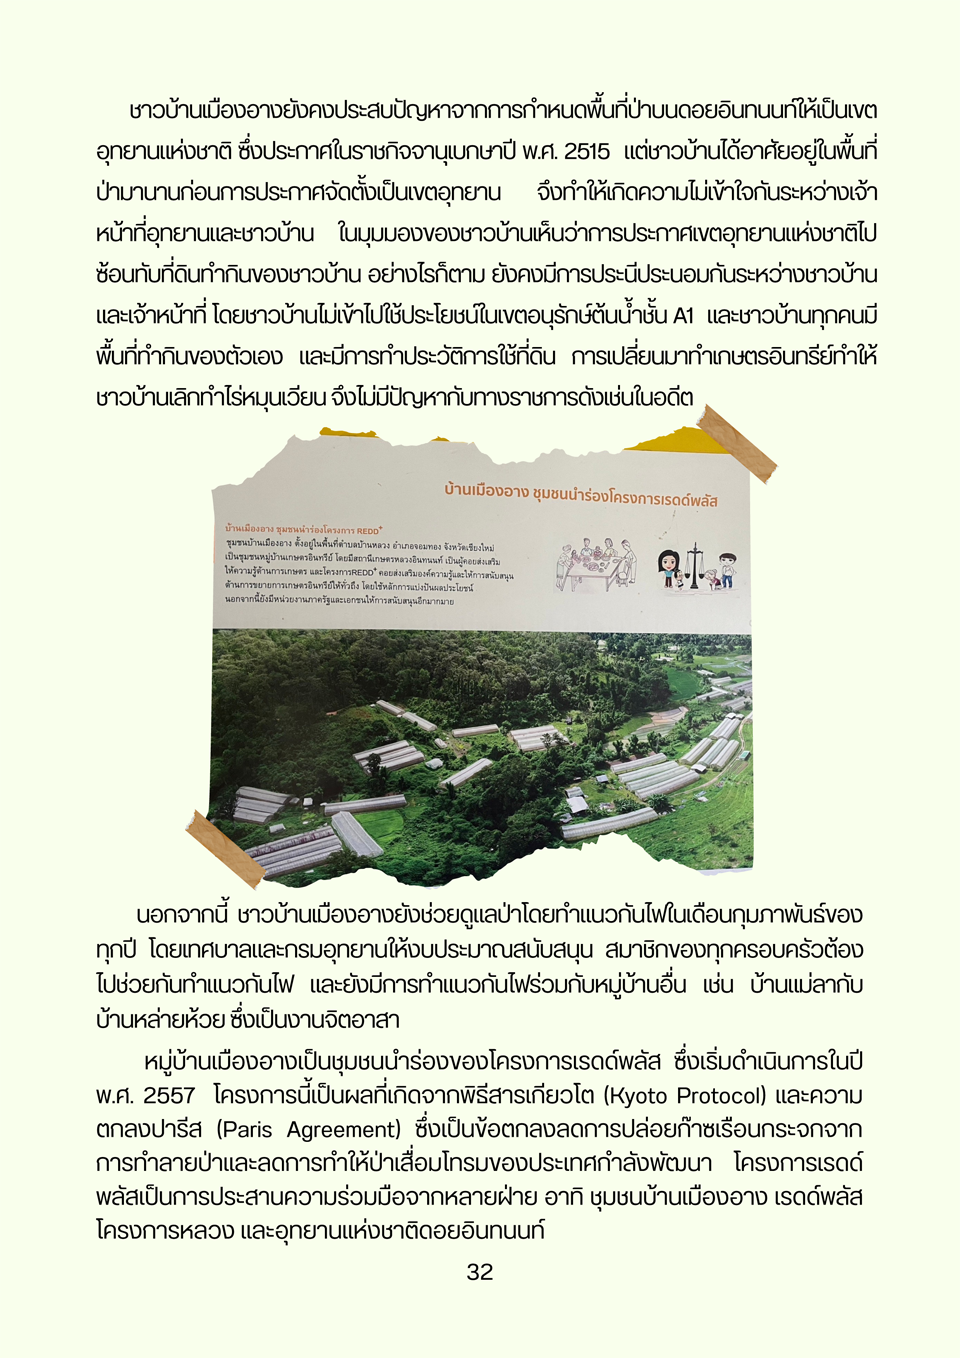 ชาวบ้านเมืองอางยังคงประสบปัญหาจากการกำหนดพื้นที่ป่าบนดอยอินทนนท์ให้เป็นเขต
อุทยานแห่งชาติ ซึ่งประกาศในราชกิจจานุเบกษาปี พ.ศ. 2515 แต่ชาวบ้านได้อาศัยอยู่ในพื้นที่
ป่ามานานก่อนการประกาศจัดตั้งเป็นเขตอุทยาน จึงทำให้เกิดความไม่เข้าใจกันระหว่างเจ้า
หน้าที่อุทยานและชาวบ้าน ในมุมมองของชาวบ้านเห็นว่าการประกาศเขตอุทยานแห่งชาติไป
ซ้อนทับที่ดินทำกินของชาวบ้าน อย่างไรก็ตาม ยังคงมีการประนีประนอมกันระหว่างชาวบ้าน
และเจ้าหน้าที่ โดยชาวบ้านไม่เข้าไปใช้ประโยชน์ในเขตอนุรักษ์ต้นน้ำชั้น A1 และชาวบ้านทุกคนมี
พื้นที่ทำกินของตัวเอง และมีการทำประวัติการใช้ที่ดิน การเปลี่ยนมาทำเกษตรอินทรีย์ทำให้
ชาวบ้านเลิกทำไร่หมุนเวียน จึงไม่มีปัญหากับทางราชการดังเช่นในอดีต
บ้านเมืองอาง ชุมชนนำร่องโครงการเรดด์พลัส
บ้านเมืองอาง ชุมชนนำร่องโครงการ REDD+
ชุมชนบ้านเมืองอาง ตั้งอยู่ในพื้นที่ตำบลบ้านหลวง อำเภอจอมทอง จังหวัดเชียงใหม่
เป็นชุมชนหมู่บ้านเกษตรอินทรีย์ โดยมีสถานีเกษตรหลวงอินทนนท์ เป็นผู้คอยส่งเสริม
ให้ความรู้ด้านการเกษตร และโครงการREDD+ คอยส่งเสริมองค์ความรู้และให้การสนับสนุน
ด้านการขยายการเกษตรอินทรีย์ให้ทั่วถึง โดยใช้หลักการแบ่งปันผลประโยชน์
นอกจากนี้ยังมีหน่วยงานภาครัฐและเอกชนให้การสนับสนุนอีกมากมาย
นอกจากนี้ ชาวบ้านเมืองอางยังช่วยดูแลป่าโดยทำแนวกันไฟในเดือนกุมภาพันธ์ของ
ทุกปี โดยเทศบาลและกรมอุทยานให้งบประมาณสนับสนุน สมาชิกของทุกครอบครัวต้อง
ไปช่วยกันทำแนวกันไฟ และยังมีการทำแนวกันไฟร่วมกับหมู่บ้านอื่น เช่น บ้านแม่ลากับ
บ้านหล่ายห้วย ซึ่งเป็นงานจิตอาสา
หมู่บ้านเมืองอางเป็นชุมชนนำร่องของโครงการเรดด์พลัส ซึ่งเริ่มดำเนินการในปี
พ.ศ. 2557 โครงการนี้เป็นผลที่เกิดจากพิธีสารเกียวโต (Kyoto Protocol) และความ
ตกลงปารีส (Paris Agreement) ซึ่งเป็นข้อตกลงลดการปล่อยก๊าซเรือนกระจกจาก
การทำลายป่าและลดการทำให้ป่าเสื่อมโทรมของประเทศกำลังพัฒนา โครงการเรดด์
พลัสเป็นการประสานความร่วมมือจากหลายฝ่าย อาทิ ชุมชนบ้านเมืองอาง เรดด์พลัส
โครงการหลวง และอุทยานแห่งชาติดอยอินทนนท์
32